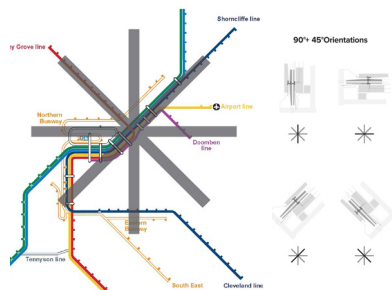 Shorncliffe line
y Grove line
90°+ 45°Orientations
Airport line
Northern
Busway
Doomben
line
Eastern
Busway
Tennyson line
South East
Cleveland line